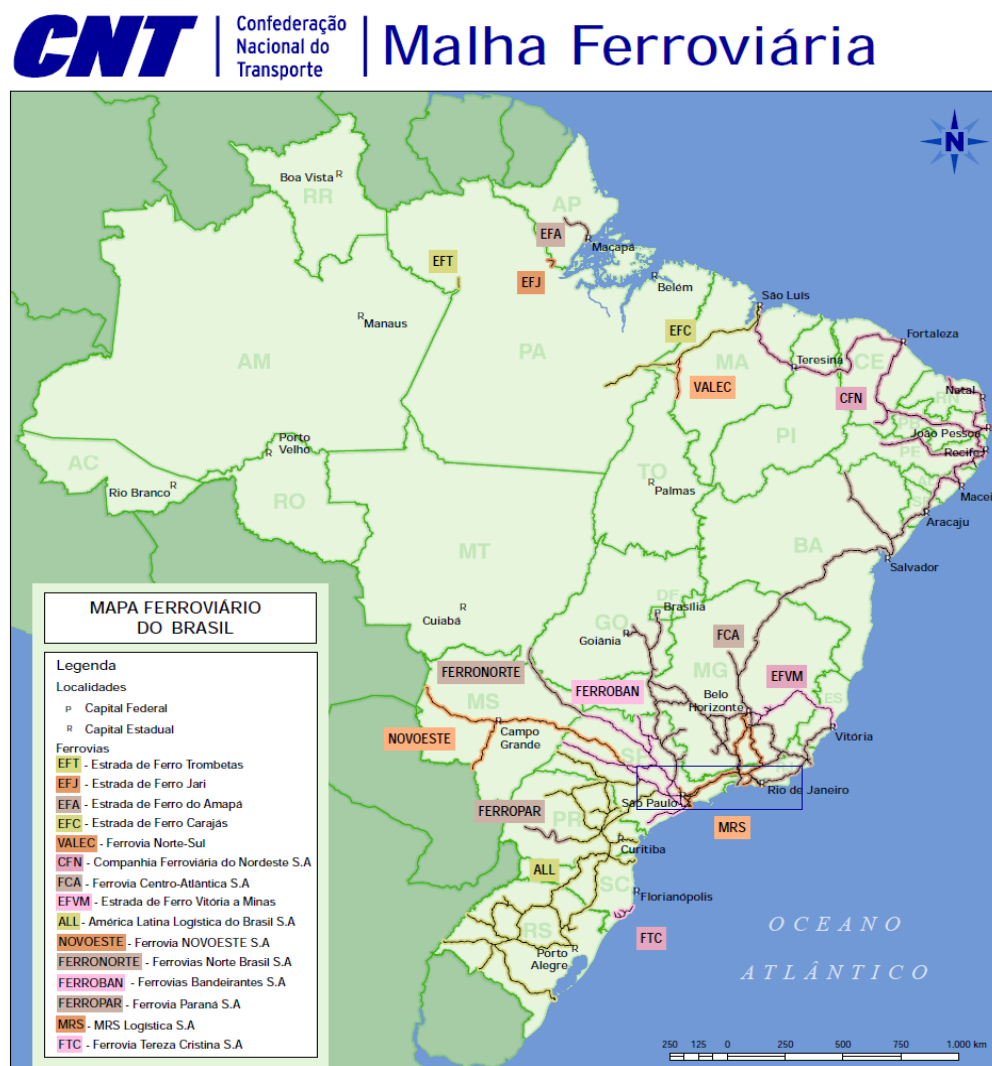 CNT
Confederação
Nacional do
Transporte
Malha Ferroviária
N
Boa Vista R
RR
AP
EFA
R
Macapá
EFT
EFJ
R
Belém
São Luís
R
R
Manaus
EFC
Fortaleza
R
AM
PA
MA
Teresina
R
CE
VALEC
CFN
Natal
R
RN
PI
PB
João Pessoa
R
Porto
Velho
R
Recife
R
PE
AC
TO
R
Palmas
AL
R
Macei
Rio Branco
R
SE
R
Aracaju
RO
MT
BA
R
Salvador
MAPA FERROVIÁRIO
DO BRASIL
Cuiabá
R
DF
P
Brasília
GO
Goiânia
R
FCA
FERRONORTE
FERROBAN
MG
EFVM
MS
Belo
Horizonte
R
ES
R
Vitória
NOVOESTE
R
Campo
Grande
SP
RJ
R
Rio de Janeiro
São Paulo
R
FERROPAR
PR
MRS
R
Curitiba
ALL
SC
R
Florianópolis
FTC
RS
Porto
Alegre
R
OCEANO
ATLÂNTICO
Legenda
Localidades
P Capital Federal
R Capital Estadual
Ferrovias
EFT - Estrada de Ferro Trombetas
EFJ - Estrada de Ferro Jari
EFA - Estrada de Ferro do Amapá
EFC - Estrada de Ferro Carajás
VALEC - Ferrovia Norte-Sul
CFN - Companhia Ferroviária do Nordeste S.A
FCA - Ferrovia Centro-Atlântica S.A
EFVM - Estrada de Ferro Vitória a Minas
ALL - América Latina Logística do Brasil S.A
NOVOESTE - Ferrovia NOVOESTE S.A
FERRONORTE - Ferrovias Norte Brasil S.A
FERROBAN - Ferrovias Bandeirantes S.A
FERROPAR - Ferrovia Paraná S.A
MRS - MRS Logística S.A
FTC - Ferrovia Tereza Cristina S.A
250 125 0 250 500 750 1.000 km